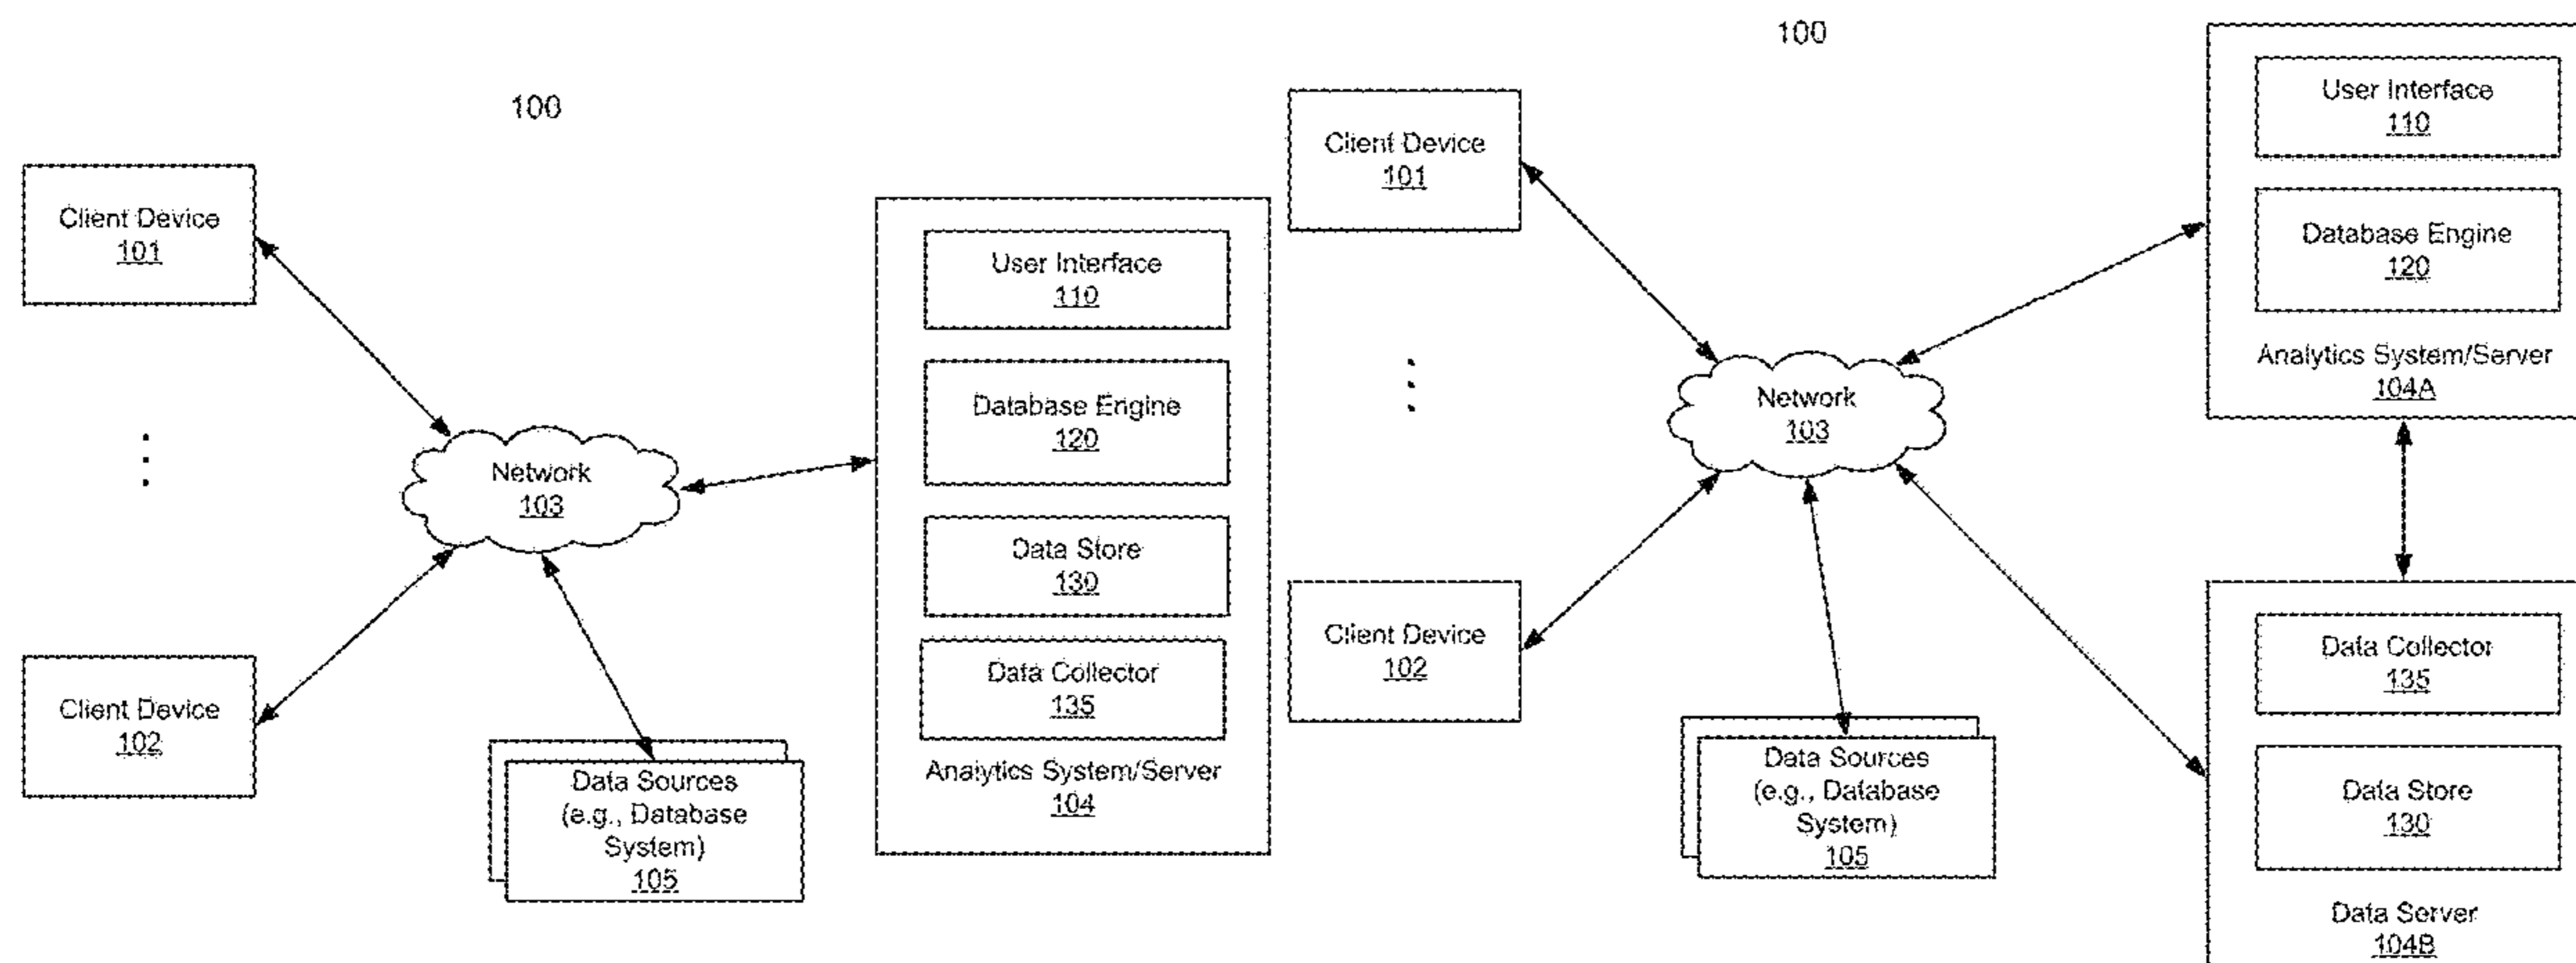 100
Client Device
101
Client Device
102
Network
103
Data Sources
(e.g., Database
System)
105
User Interface
110
Database Engine
120
Data Store
130
Data Collector
135
Analytics System/Server
104
100
Client Device
101
Client Device
102
Network
103
Data Sources
(e.g., Database
System)
105
User Interface
110
Database Engine
120
Analytics System/Server
104A
Data Collector
135
Data Store
130
Data Server
104B